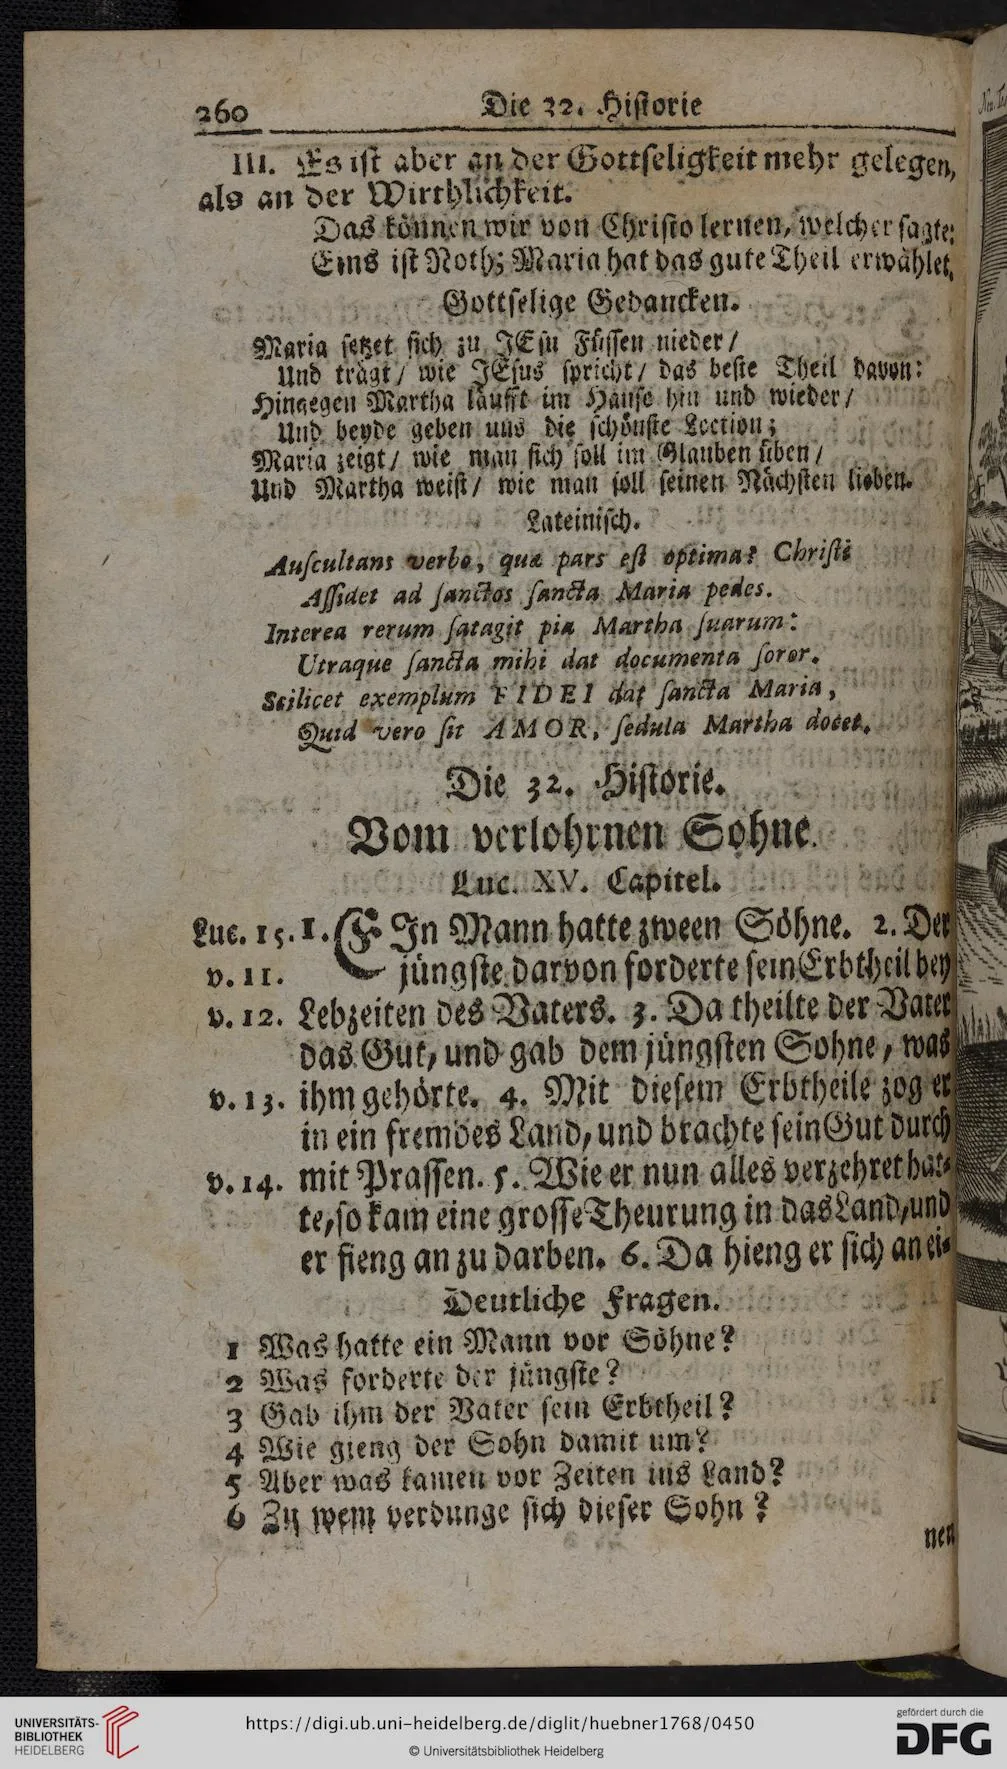 260 Die 32. Historie
III. Es ist aber an der Gottseligkeit mehr gelegen,
als an der Wirthlichkeit.
Das können wir von Christo lernen, welcher sagte:
Eins ist Noth; Maria hat das gute Theil erwählet.
Gottselige Gedancken.
Maria setzet sich zu JEsu Füssen nieder /
Und trägt / wie JEsus spricht / das beste Theil davon:
Hingegen Martha läufft im Hause hin und wieder /
Und beyde geben uns die schönste Lection;
Maria zeigt / wie man sich soll im Glauben üben /
Und Martha weist / wie man soll seinen Nächsten lieben.
Lateinisch.
Auſcultans verba, quæ pars eſt optima? Chriſti
Aſſidet ad ſanctos ſancta Maria pedes.
Interea rerum ſatagit pia Martha ſuarum:
Utraque ſancta mihi dat documenta ſoror.
Scilicet exemplum FIDEI dat ſancta Maria,
Quid vero ſit AMOR, ſedula Martha docet.
Die 32. Historie.
Vom verlohrnen Sohne.
Luc. XV. Capitel.
Luc. 15. 1. EIn Mann hatte zween Söhne. 2. Der
v. 11. jüngste darvon forderte sein Erbtheil bey
v. 12. Lebzeiten des Vaters. 3. Da theilte der Vater
das Gut, und gab dem jüngsten Sohne, was
v. 13. ihm gehörte. 4. Mit diesem Erbtheile zog er
in ein fremdes Land, und brachte sein Gut durch
v. 14. mit Prassen. 5. Wie er nun alles verzehret hat=
te, so kam eine grosse Theurung in das Land, und
er fieng an zu darben. 6. Da hieng er sich an ei=
Deutliche Fragen.
1 Was hatte ein Mann vor Söhne?
2 Was forderte der jüngste?
3 Gab ihm der Vater sein Erbtheil?
4 Wie gieng der Sohn damit um?
5 Aber was kamen vor Zeiten ins Land?
6 Zu wem verdunge sich dieser Sohn?
nen
UNIVERSITÄTS-
BIBLIOTHEK
HEIDELBERG
https://digi.ub.uni-heidelberg.de/diglit/huebner1768/0450
© Universitätsbibliothek Heidelberg
gefördert durch die
DFG